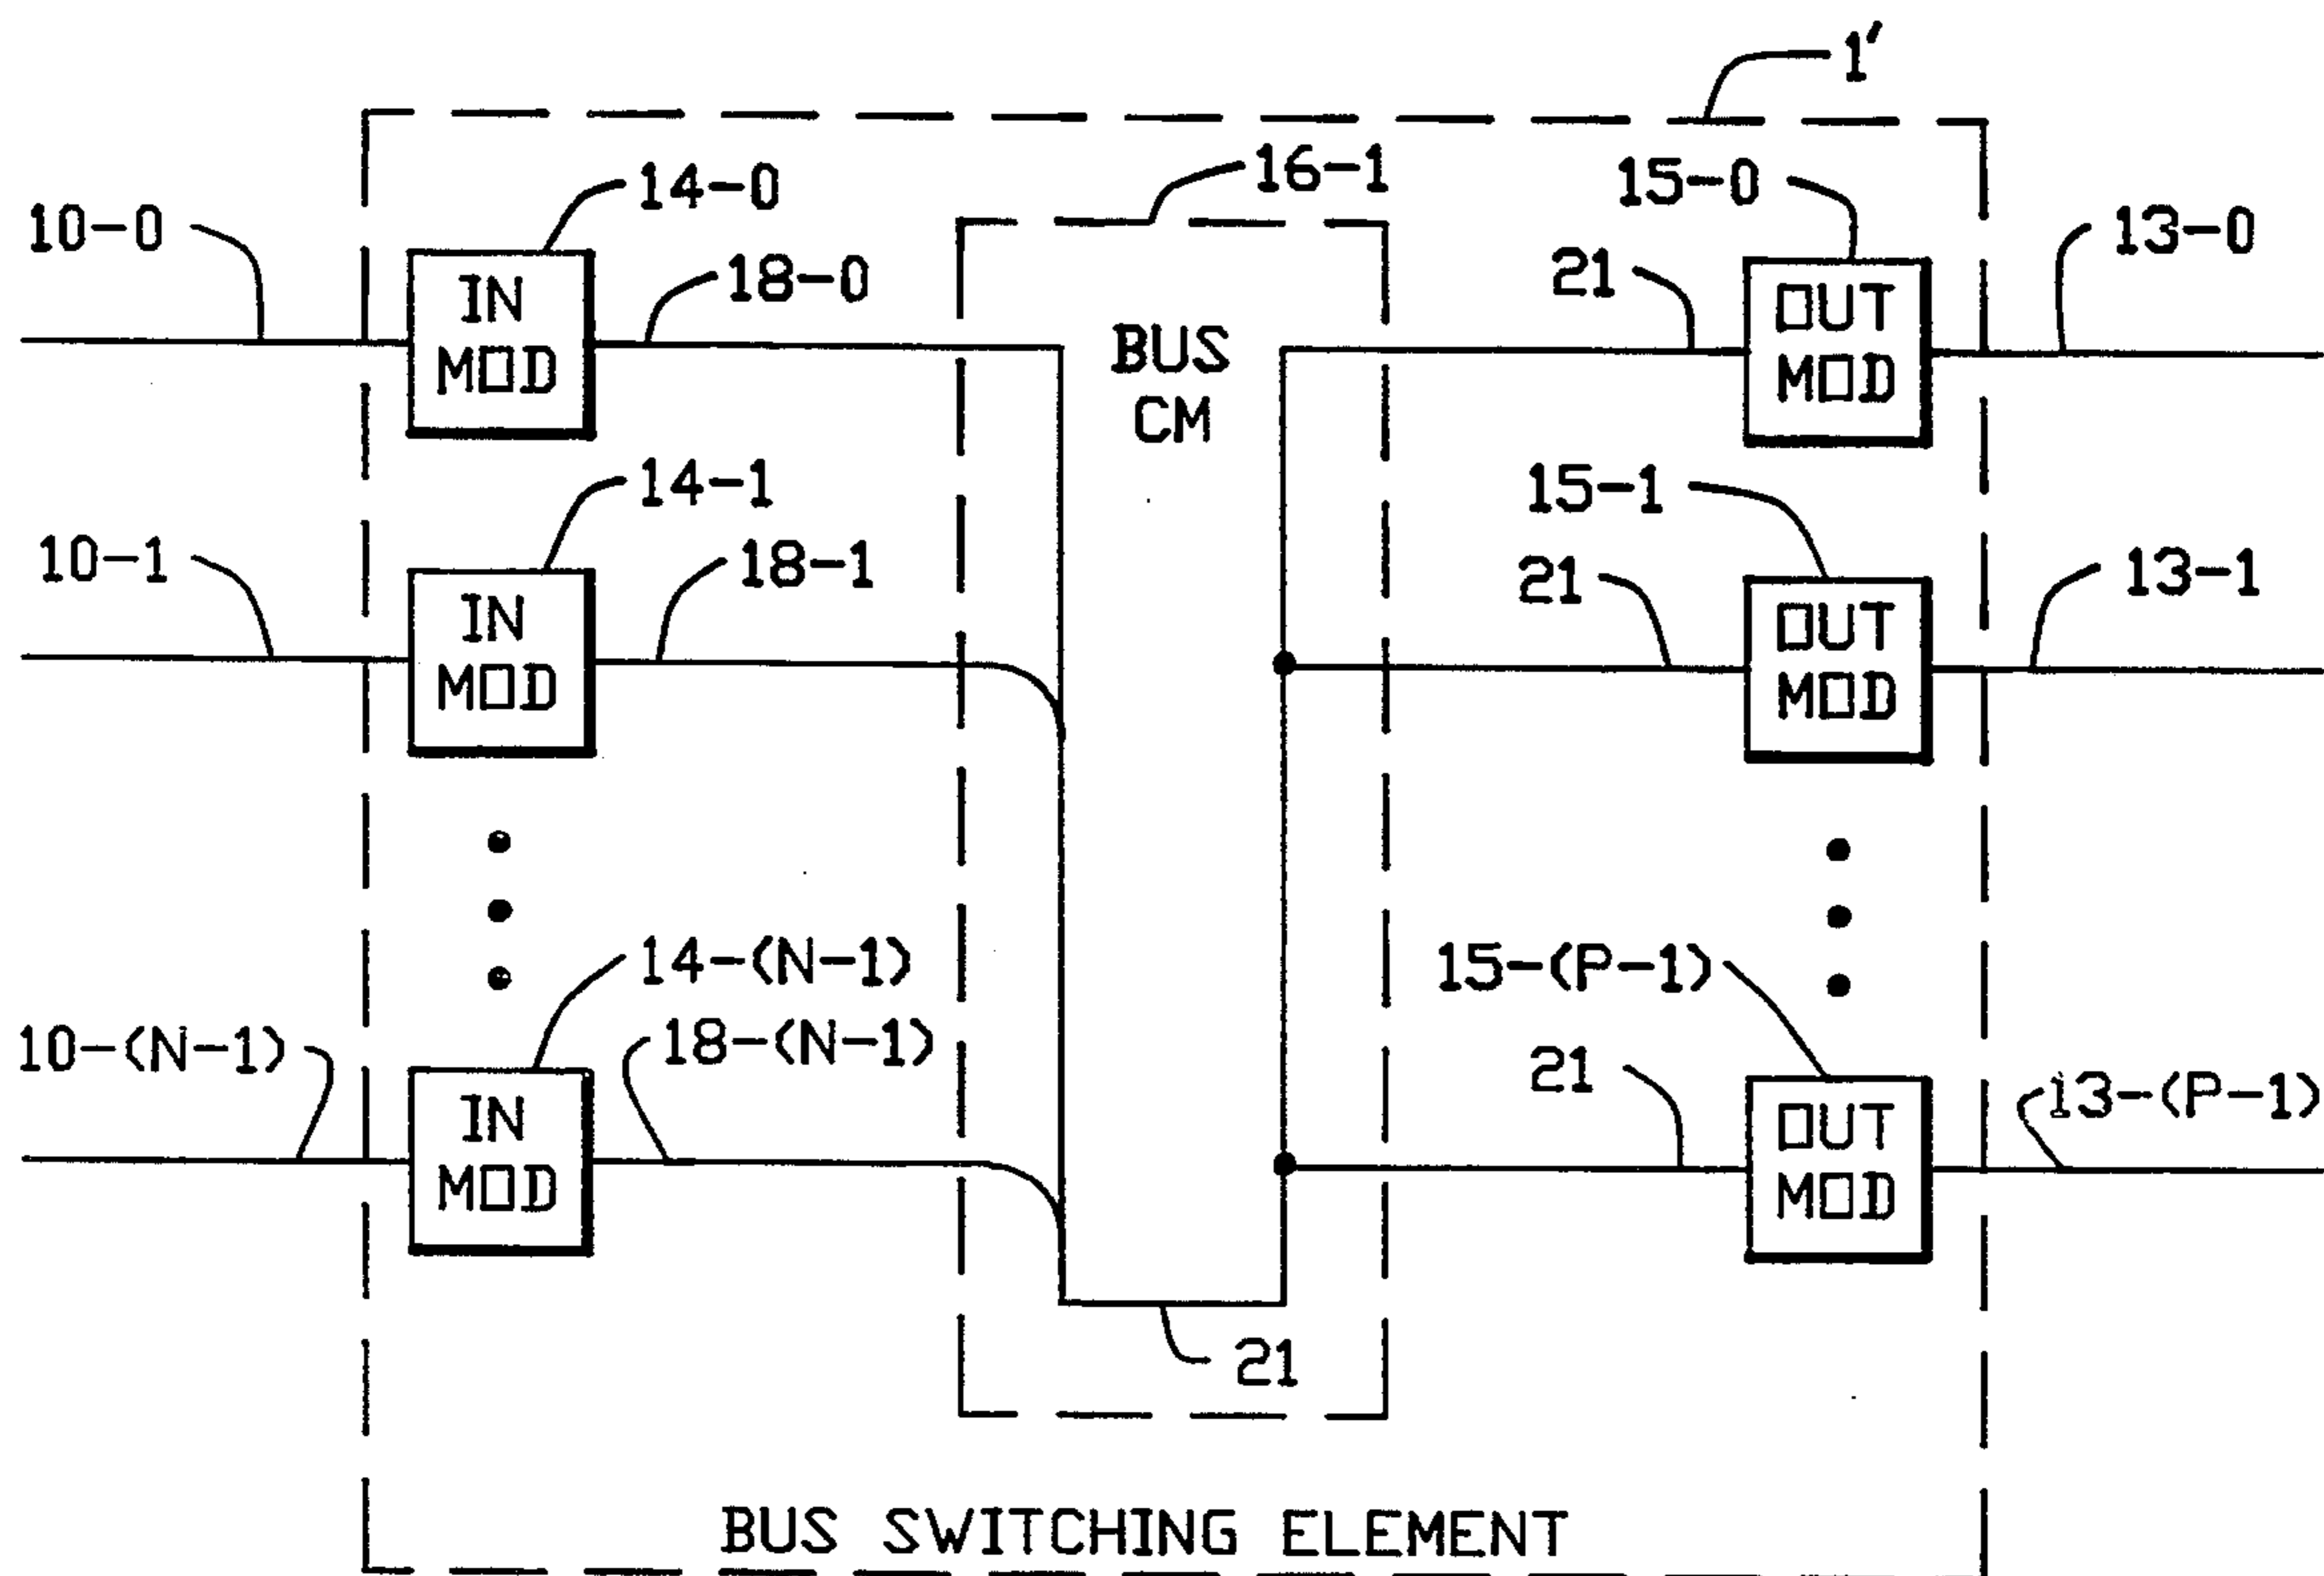 1′
16-1
14-0
15-0
10-0
13-0
18-0
21
IN
MOD
OUT
MOD
BUS
CM
14-1
15-1
10-1
18-1
21
13-1
IN
MOD
OUT
MOD
14-(N-1)
15-(P-1)
10-(N-1)
18-(N-1)
21
13-(P-1)
IN
MOD
OUT
MOD
21
BUS SWITCHING ELEMENT